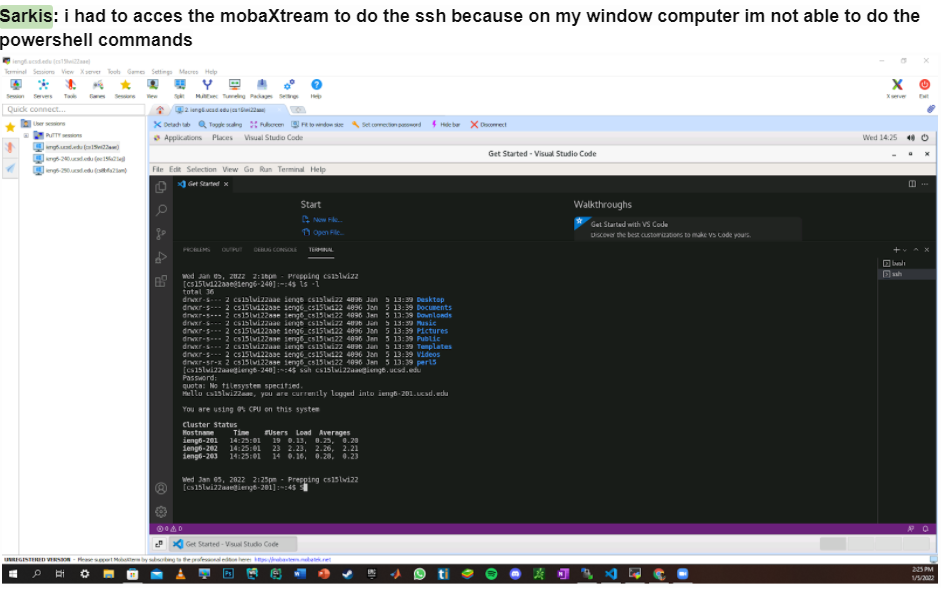 Sarkis: i had to acces the mobaXtream to do the ssh because on my window computer im not able to do the
powershell commands
ieng6.ucsd.edu (cs15lwi22aae)
Terminal Sessions View X server Tools Games Settings Macros Help
Session Servers Tools Games Sessions View Split MultiExec Tunneling Packages Settings Help X server Exit
Quick connect...
2. ieng6.ucsd.edu (cs15lwi22aae)
Detach tab Toggle scaling Fullscreen Fit to window size Set connection password Hide bar Disconnect
User sessions
PuTTY sessions
ieng6.ucsd.edu (cs15lwi22aae)
Applications Places Visual Studio Code Wed 14:25
Get Started - Visual Studio Code
File Edit Selection View Go Run Terminal Help
Get Started
Start
New File...
Open File...
Walkthroughs
Get Started with VS Code
Discover the best customizations to make VS Code yours.
PROBLEMS OUTPUT DEBUG CONSOLE TERMINAL
bash
ssh
Wed Jan 05, 2022 2:16pm - Prepping cs15lwi22
[cs15lwi22aae@ieng6-240]:~:4$ ls -l
total 36
drwxr-s--- 2 cs15lwi22aae ieng6_cs15lwi22 4096 Jan 5 13:39 Desktop
drwxr-s--- 2 cs15lwi22aae ieng6_cs15lwi22 4096 Jan 5 13:39 Documents
drwxr-s--- 2 cs15lwi22aae ieng6_cs15lwi22 4096 Jan 5 13:39 Downloads
drwxr-s--- 2 cs15lwi22aae ieng6_cs15lwi22 4096 Jan 5 13:39 Music
drwxr-s--- 2 cs15lwi22aae ieng6_cs15lwi22 4096 Jan 5 13:39 Pictures
drwxr-s--- 2 cs15lwi22aae ieng6_cs15lwi22 4096 Jan 5 13:39 Public
drwxr-s--- 2 cs15lwi22aae ieng6_cs15lwi22 4096 Jan 5 13:39 Templates
drwxr-s--- 2 cs15lwi22aae ieng6_cs15lwi22 4096 Jan 5 13:39 Videos
drwxr-sr-x 2 cs15lwi22aae ieng6_cs15lwi22 4096 Jan 5 13:39 perl5
[cs15lwi22aae@ieng6-240]:~:4$ ssh cs15lwi22aae@ieng6.ucsd.edu
Password:
quota: No filesystem specified.
Hello cs15lwi22aae, you are currently logged into ieng6-201.ucsd.edu
You are using 0% CPU on this system
Cluster Status
Hostname Time #Users Load Averages
ieng6-201 14:25:01 19 0.13, 0.25, 0.20
ieng6-202 14:25:01 23 2.23, 2.26, 2.21
ieng6-203 14:25:01 14 0.16, 0.20, 0.23
Wed Jan 05, 2022 2:25pm - Prepping cs15lwi22
[cs15lwi22aae@ieng6-201]:~:4$
Get Started - Visual Studio Code
UNREGISTERED VERSION - Please support MobaXterm by subscribing to the professional edition here: https://mobaxterm.mobatek.net
2:25 PM
1/5/2022